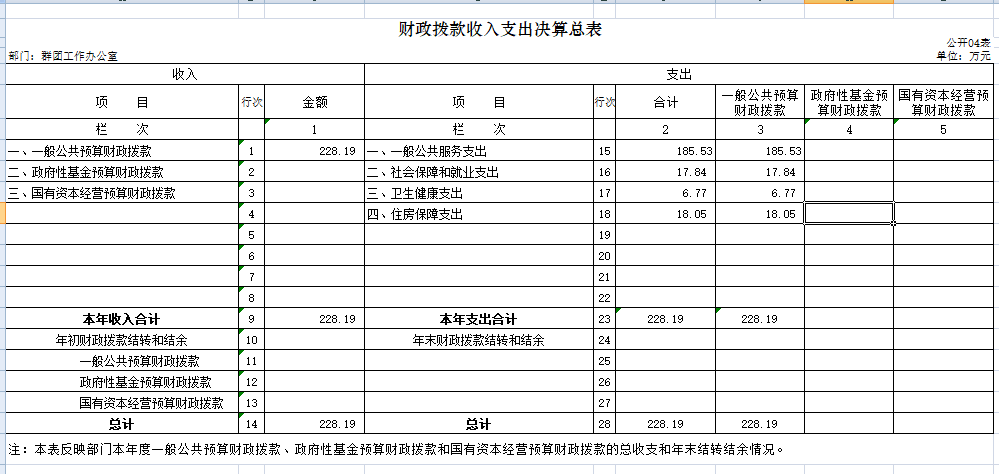 财政拨款收入支出决算总表
公开04表
部门：群团工作办公室 单位：万元
收入 支出
项 目 行次 金额 项 目 行次 合计 一般公共预算财政拨款 政府性基金预算财政拨款 国有资本经营预算财政拨款
栏 次 1 栏 次 2 3 4 5
一、一般公共预算财政拨款 1 228.19 一、一般公共服务支出 15 185.53 185.53
二、政府性基金预算财政拨款 2 二、社会保障和就业支出 16 17.84 17.84
三、国有资本经营预算财政拨款 3 三、卫生健康支出 17 6.77 6.77
4 四、住房保障支出 18 18.05 18.05
5 19
6 20
7 21
8 22
本年收入合计 9 228.19 本年支出合计 23 228.19 228.19
年初财政拨款结转和结余 10 年末财政拨款结转和结余 24
一般公共预算财政拨款 11 25
政府性基金预算财政拨款 12 26
国有资本经营预算财政拨款 13 27
总计 14 228.19 总计 28 228.19 228.19
注：本表反映部门本年度一般公共预算财政拨款、政府性基金预算财政拨款和国有资本经营预算财政拨款的总收支和年末结转结余情况。